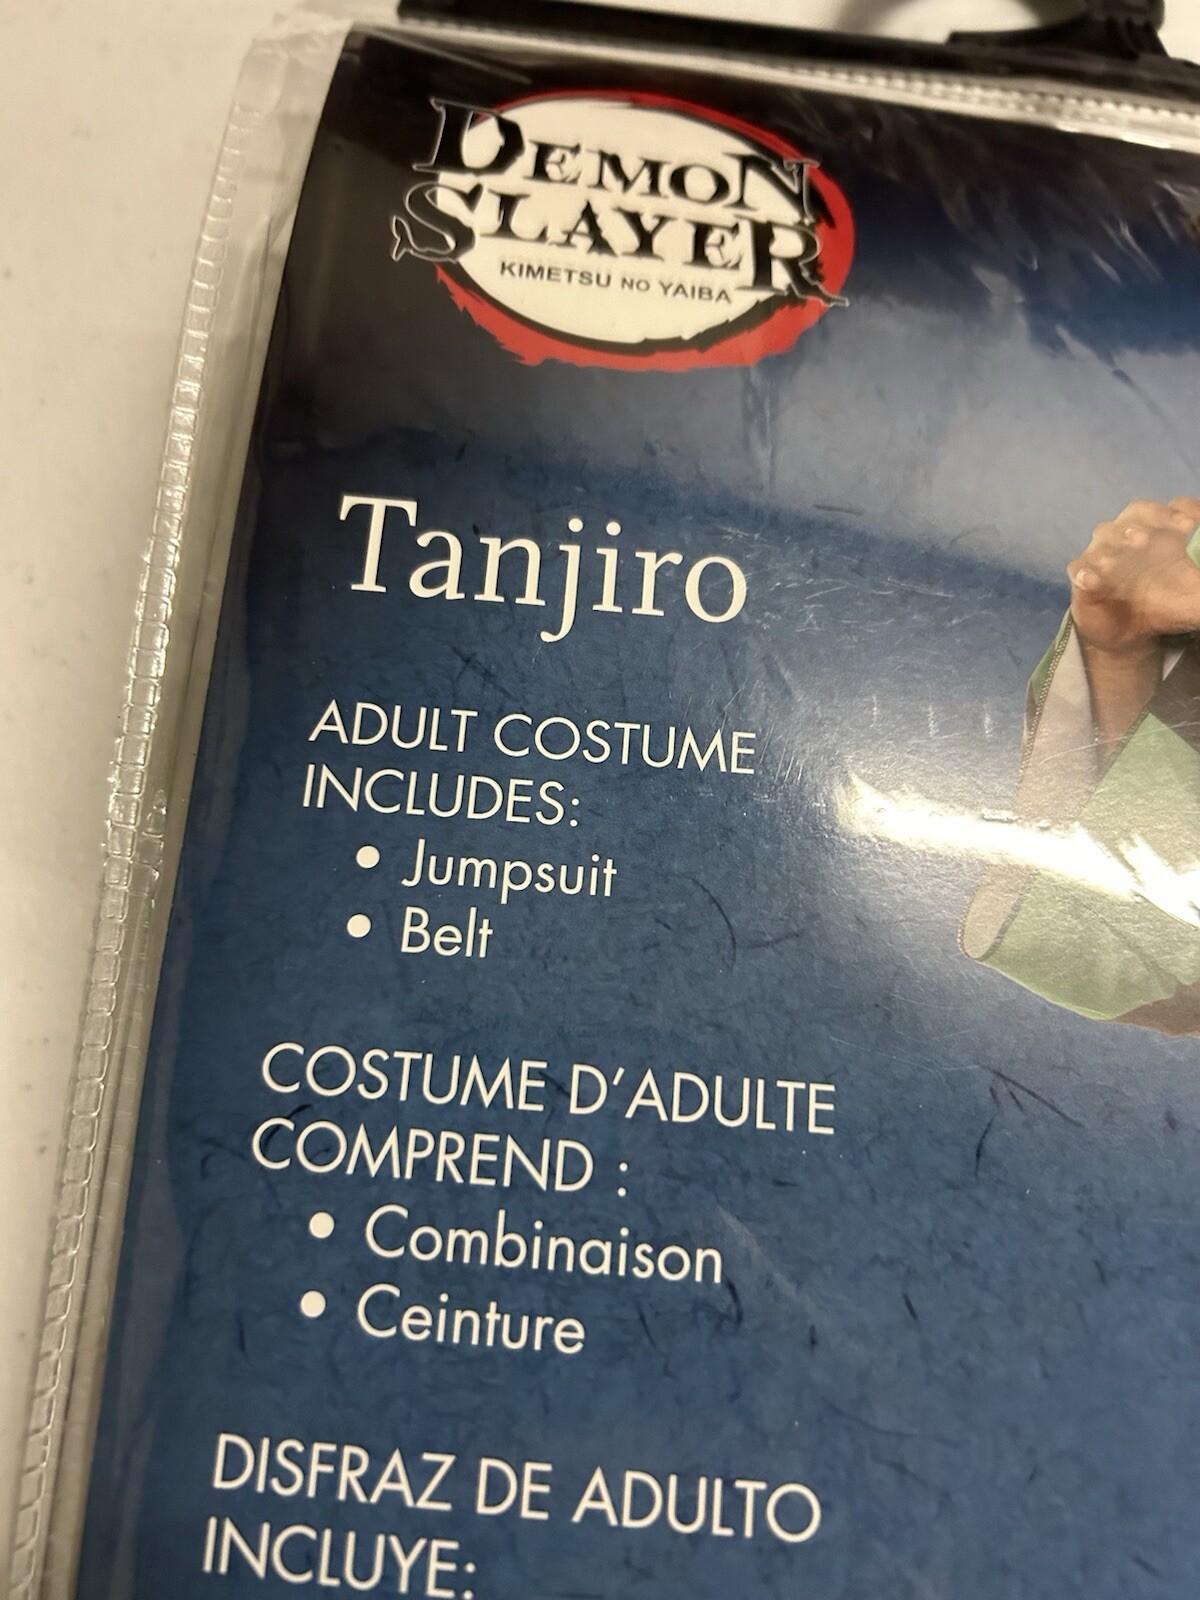 DEMON
SLAYER
KIMETSU NO YAIBA
Tanjiro
ADULT COSTUME
INCLUDES:
• Jumpsuit
• Belt
COSTUME D'ADULTE
COMPREND :
• Combinaison
• Ceinture
DISFRAZ DE ADULTO
INCLUYE: